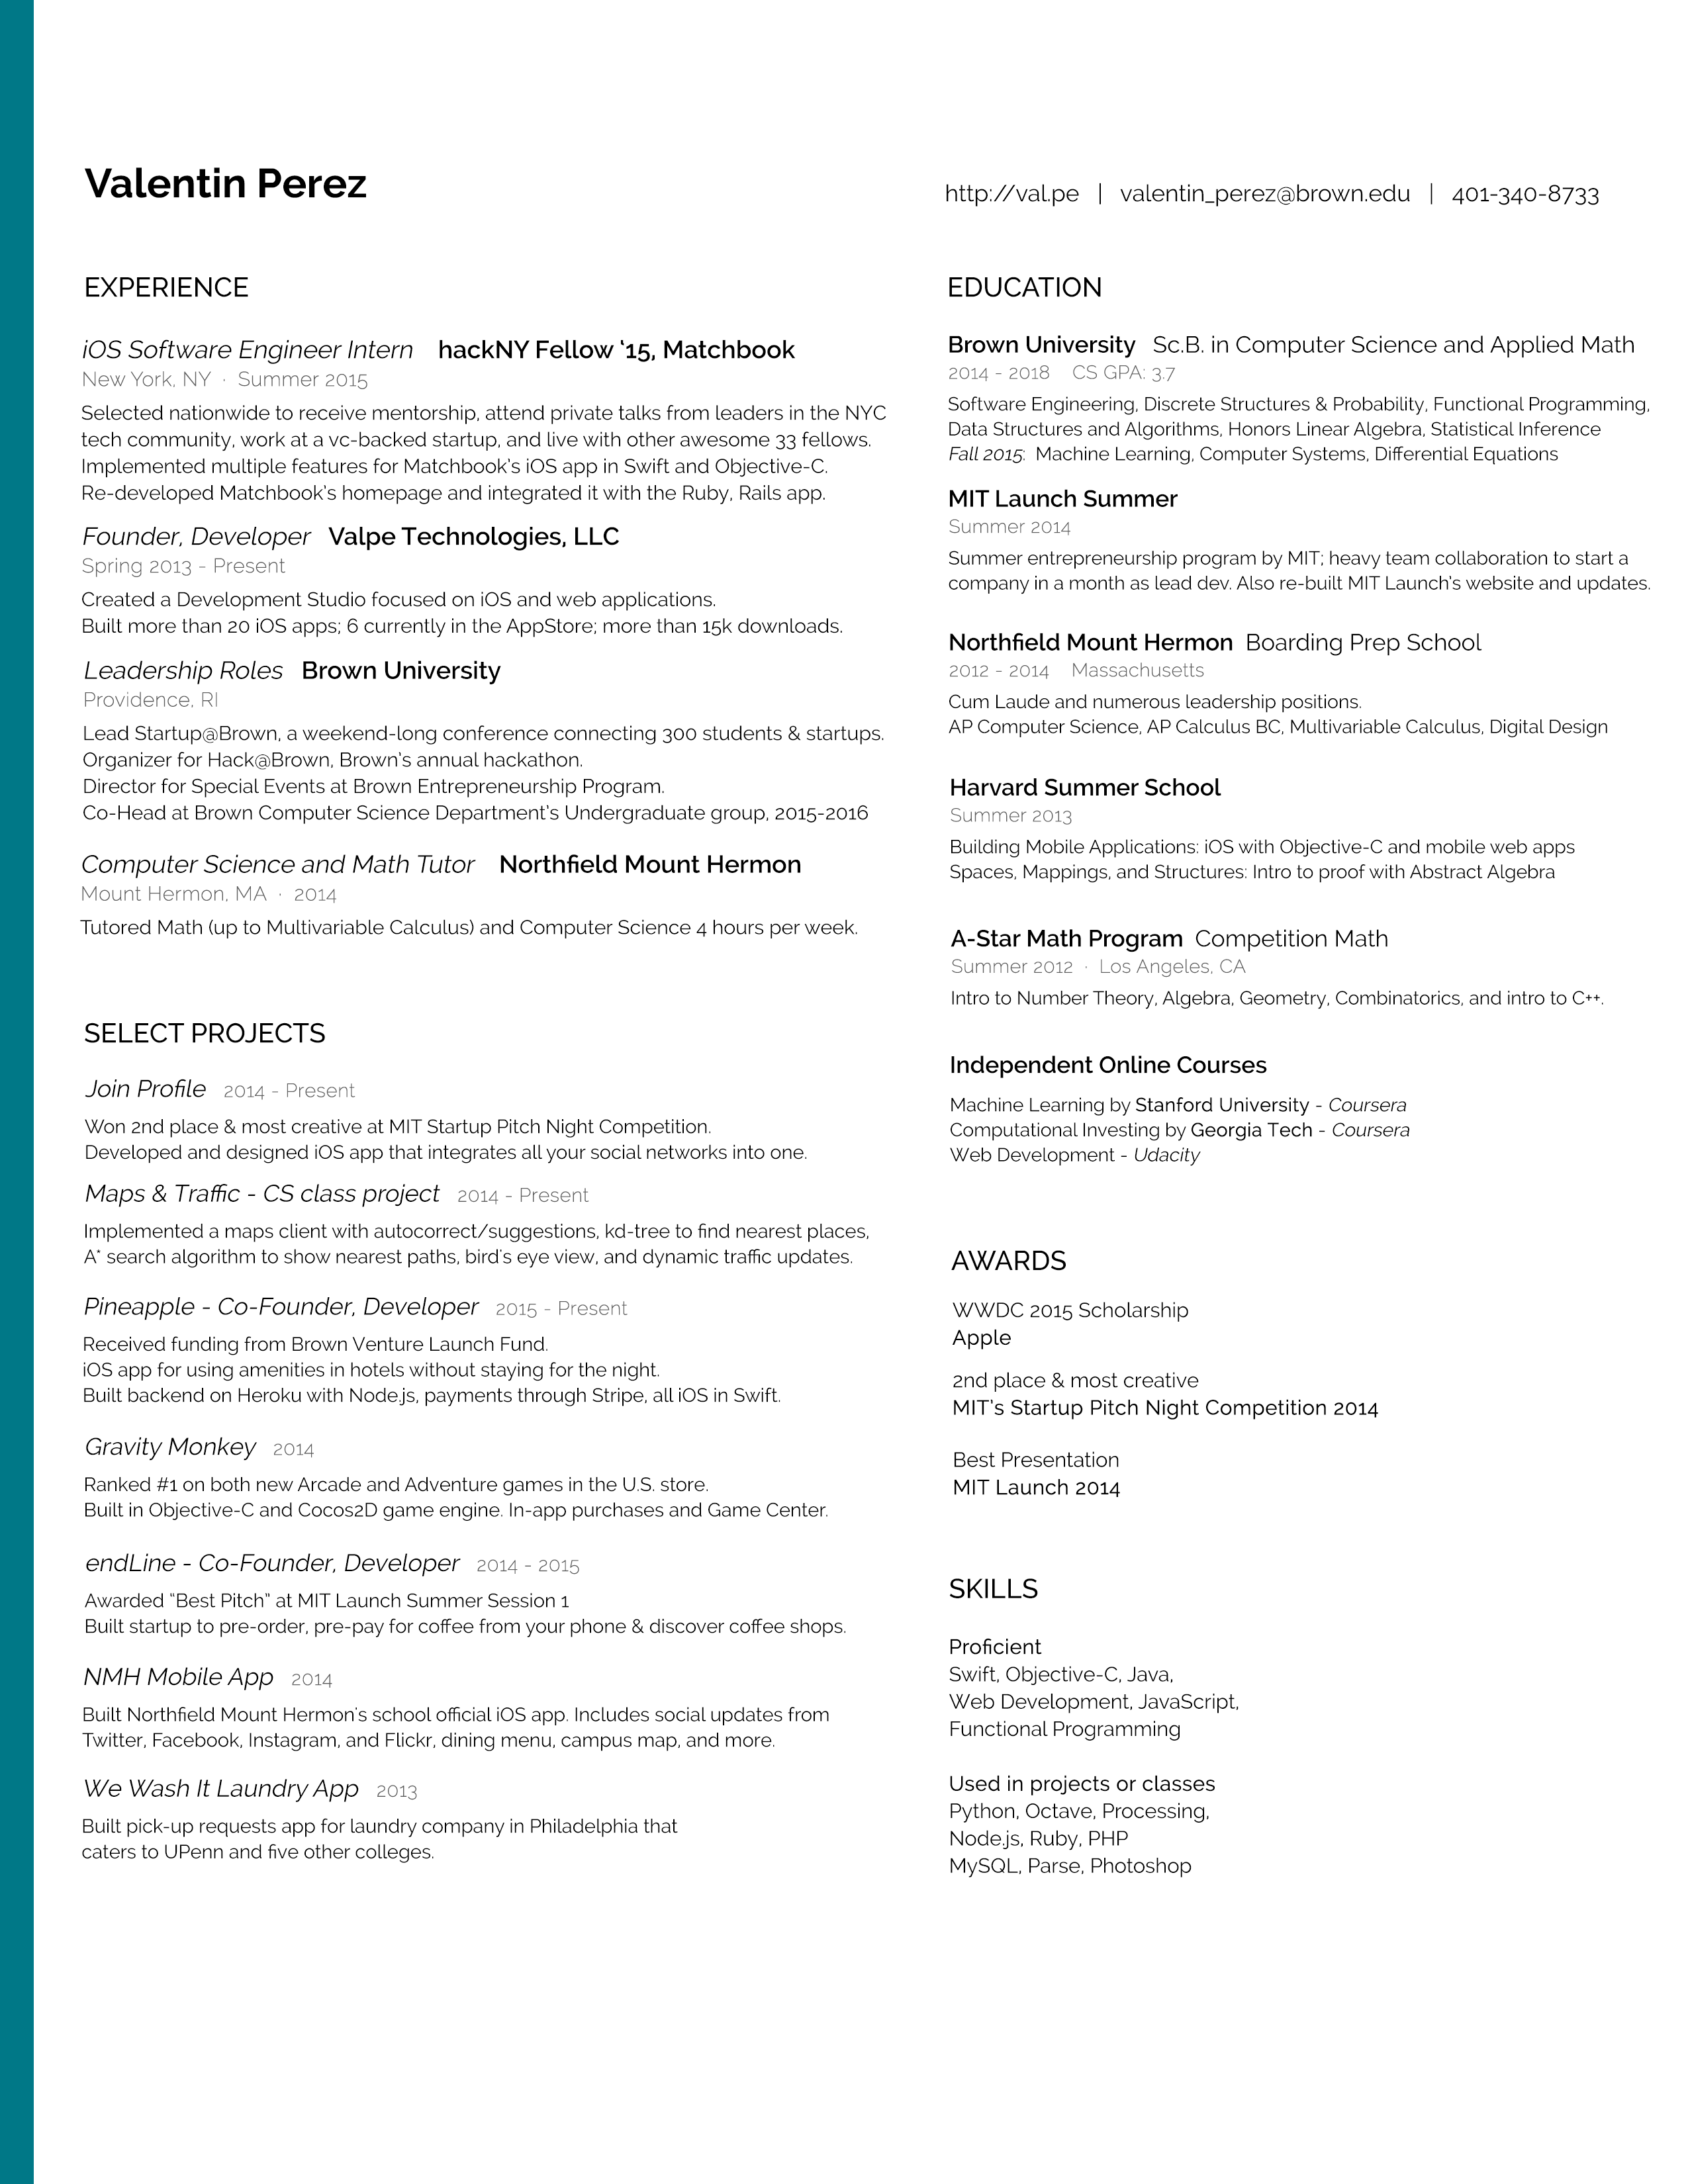 Valentin Perez
http://val.pe | valentin_perez@brown.edu | 401-340-8733
EXPERIENCE
iOS Software Engineer Intern hackNY Fellow ‘15, Matchbook
New York, NY · Summer 2015
Selected nationwide to receive mentorship, attend private talks from leaders in the NYC
tech community, work at a vc-backed startup, and live with other awesome 33 fellows.
Implemented multiple features for Matchbook's iOS app in Swift and Objective-C.
Re-developed Matchbook's homepage and integrated it with the Ruby, Rails app.
Founder, Developer Valpe Technologies, LLC
Spring 2013 - Present
Created a Development Studio focused on iOS and web applications.
Built more than 20 iOS apps; 6 currently in the AppStore; more than 15k downloads.
Leadership Roles Brown University
Providence, RI
Lead Startup@Brown, a weekend-long conference connecting 300 students & startups.
Organizer for Hack@Brown, Brown's annual hackathon.
Director for Special Events at Brown Entrepreneurship Program.
Co-Head at Brown Computer Science Department's Undergraduate group, 2015-2016
Computer Science and Math Tutor Northfield Mount Hermon
Mount Hermon, MA · 2014
Tutored Math (up to Multivariable Calculus) and Computer Science 4 hours per week.
SELECT PROJECTS
Join Profile 2014 - Present
Won 2nd place & most creative at MIT Startup Pitch Night Competition.
Developed and designed iOS app that integrates all your social networks into one.
Maps & Traffic - CS class project 2014 - Present
Implemented a maps client with autocorrect/suggestions, kd-tree to find nearest places,
A* search algorithm to show nearest paths, bird's eye view, and dynamic traffic updates.
Pineapple - Co-Founder, Developer 2015 - Present
Received funding from Brown Venture Launch Fund.
iOS app for using amenities in hotels without staying for the night.
Built backend on Heroku with Node.js, payments through Stripe, all iOS in Swift.
Gravity Monkey 2014
Ranked #1 on both new Arcade and Adventure games in the U.S. store.
Built in Objective-C and Cocos2D game engine. In-app purchases and Game Center.
endLine - Co-Founder, Developer 2014 - 2015
Awarded “Best Pitch” at MIT Launch Summer Session 1
Built startup to pre-order, pre-pay for coffee from your phone & discover coffee shops.
NMH Mobile App 2014
Built Northfield Mount Hermon's school official iOS app. Includes social updates from
Twitter, Facebook, Instagram, and Flickr, dining menu, campus map, and more.
We Wash It Laundry App 2013
Built pick-up requests app for laundry company in Philadelphia that
caters to UPenn and five other colleges.
EDUCATION
Brown University Sc.B. in Computer Science and Applied Math
2014 - 2018 CS GPA: 3.7
Software Engineering, Discrete Structures & Probability, Functional Programming,
Data Structures and Algorithms, Honors Linear Algebra, Statistical Inference
Fall 2015: Machine Learning, Computer Systems, Differential Equations
MIT Launch Summer
Summer 2014
Summer entrepreneurship program by MIT; heavy team collaboration to start a
company in a month as lead dev. Also re-built MIT Launch's website and updates.
Northfield Mount Hermon Boarding Prep School
2012 - 2014 Massachusetts
Cum Laude and numerous leadership positions.
AP Computer Science, AP Calculus BC, Multivariable Calculus, Digital Design
Harvard Summer School
Summer 2013
Building Mobile Applications: iOS with Objective-C and mobile web apps
Spaces, Mappings, and Structures: Intro to proof with Abstract Algebra
A-Star Math Program Competition Math
Summer 2012 · Los Angeles, CA
Intro to Number Theory, Algebra, Geometry, Combinatorics, and intro to C++.
Independent Online Courses
Machine Learning by Stanford University - Coursera
Computational Investing by Georgia Tech - Coursera
Web Development - Udacity
AWARDS
WWDC 2015 Scholarship
Apple
2nd place & most creative
MIT's Startup Pitch Night Competition 2014
Best Presentation
MIT Launch 2014
SKILLS
Proficient
Swift, Objective-C, Java,
Web Development, JavaScript,
Functional Programming
Used in projects or classes
Python, Octave, Processing,
Node.js, Ruby, PHP
MySQL, Parse, Photoshop